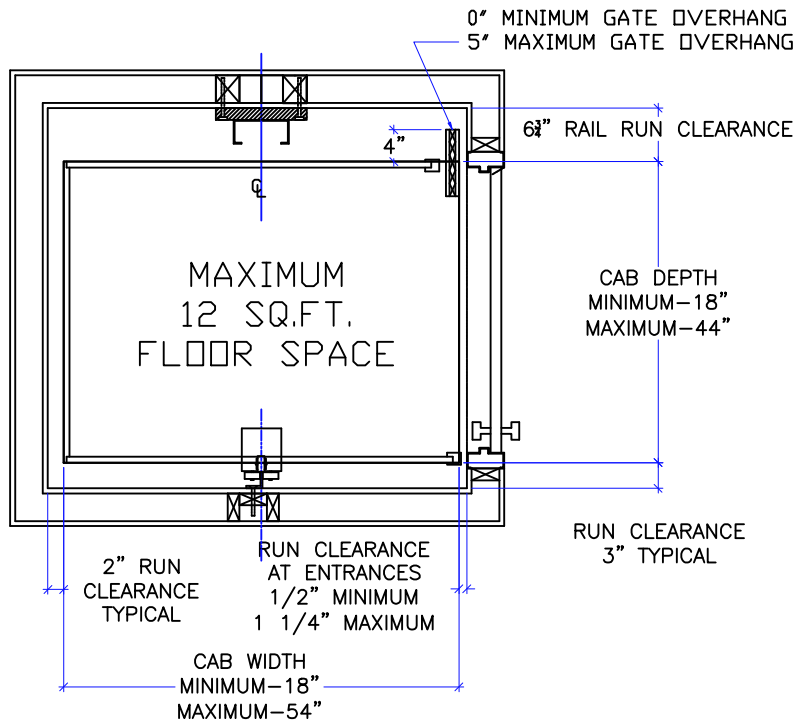 0" MINIMUM GATE OVERHANG
5" MAXIMUM GATE OVERHANG
6¾" RAIL RUN CLEARANCE
4"
CL
MAXIMUM
12 SQ.FT.
FLOOR SPACE
CAB DEPTH
MINIMUM-18"
MAXIMUM-44"
RUN CLEARANCE
3" TYPICAL
2" RUN
CLEARANCE
TYPICAL
RUN CLEARANCE
AT ENTRANCES
1/2" MINIMUM
1 1/4" MAXIMUM
CAB WIDTH
MINIMUM-18"
MAXIMUM-54"